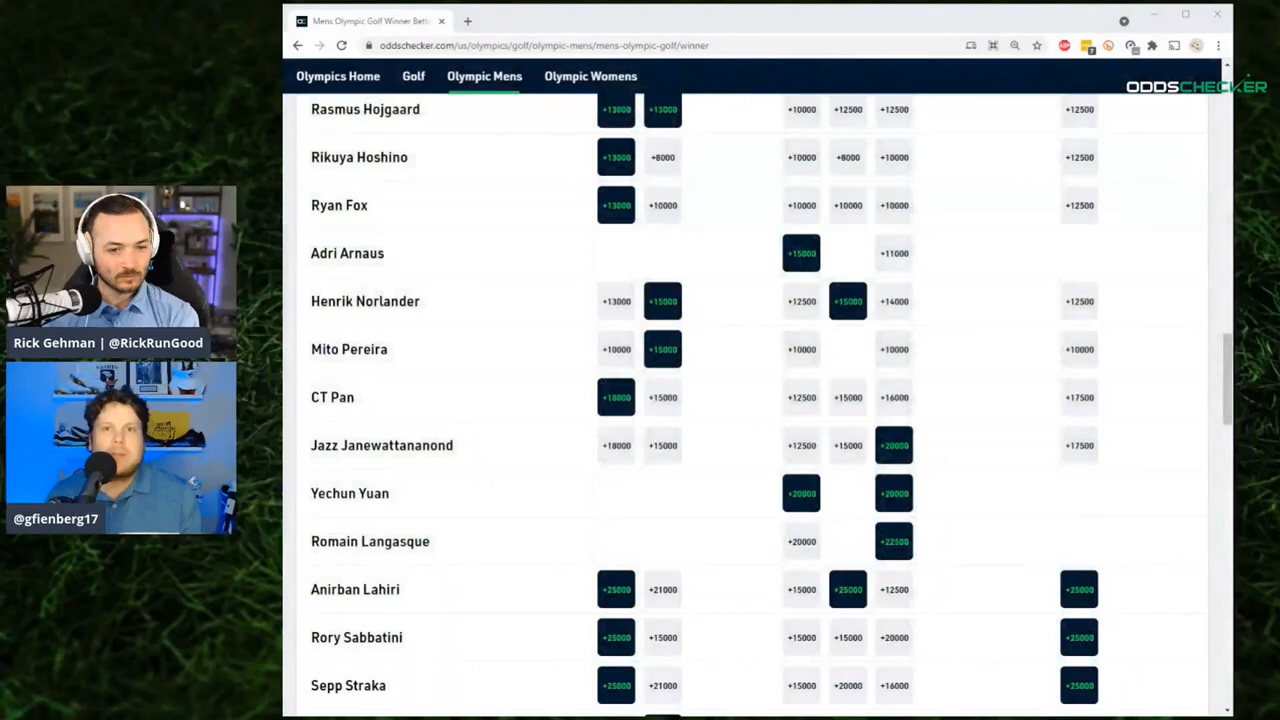 Mens Olympic Golf Winner Bett
oddschecker.com/us/olympics/golf/olympic-mens/mens-olympic-golf/winner
Olympics Home Golf Olympic Mens Olympic Womens
ODDSCHECKER
Rasmus Hojgaard +13000 +13000 +10000 +12500 +12500 +12500
Rikuya Hoshino +13000 +8000 +10000 +8000 +10000 +12500
Ryan Fox +13000 +10000 +10000 +10000 +10000 +12500
Adri Arnaus +15000 +11000
Henrik Norlander +13000 +15000 +12500 +15000 +14000 +12500
Mito Pereira +10000 +15000 +10000 +10000 +10000
CT Pan +18000 +15000 +12500 +15000 +16000 +17500
Jazz Janewattananond +18000 +15000 +12500 +15000 +20000 +17500
Yechun Yuan +20000 +20000
Romain Langasque +20000 +22500
Anirban Lahiri +25000 +21000 +15000 +25000 +12500 +25000
Rory Sabbatini +25000 +15000 +15000 +15000 +20000 +25000
Sepp Straka +25000 +21000 +15000 +20000 +16000 +25000
Rick Gehman | @RickRunGood
@gfienberg17